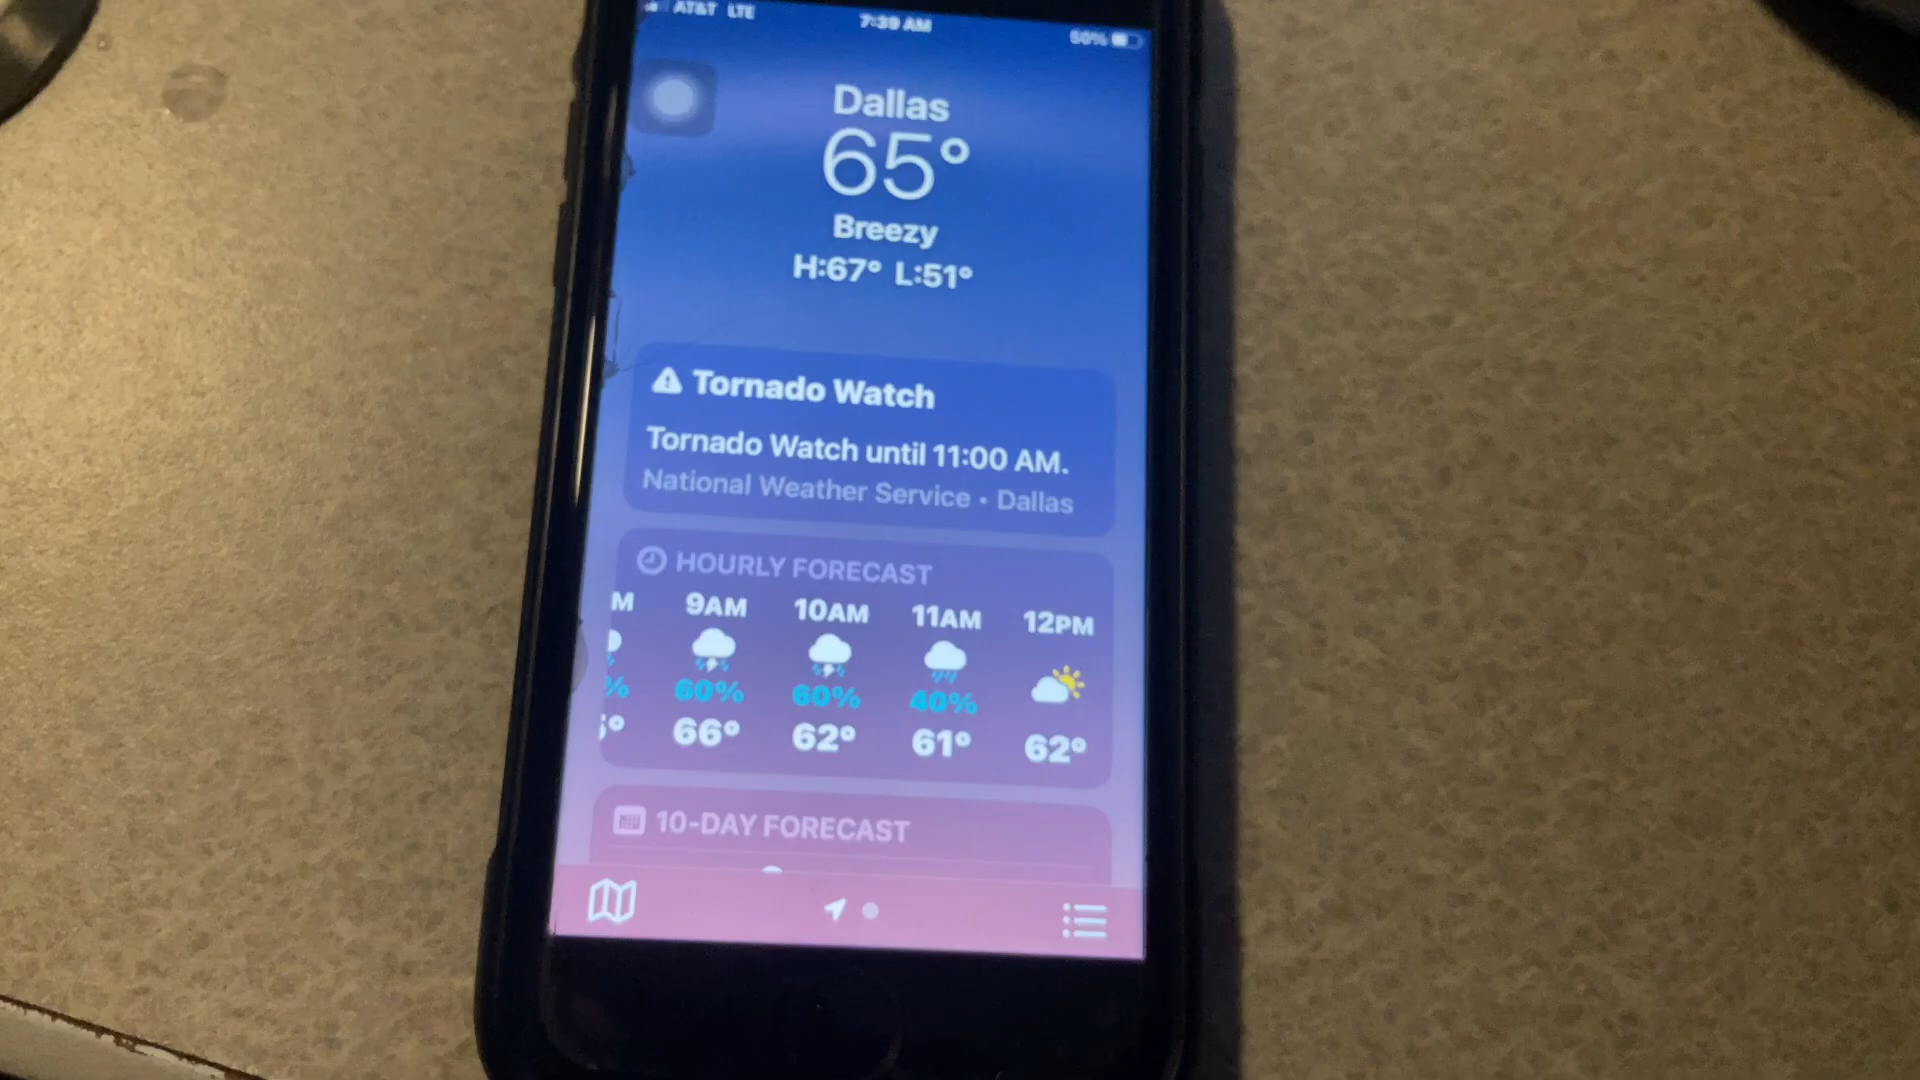 AT&T LTE 7:39 AM 50%
Dallas
65°
Breezy
H:67° L:51°
Tornado Watch
Tornado Watch until 11:00 AM.
National Weather Service • Dallas
HOURLY FORECAST
M 9AM 10AM 11AM 12PM
% 60% 60% 40%
° 66° 62° 61° 62°
10-DAY FORECAST